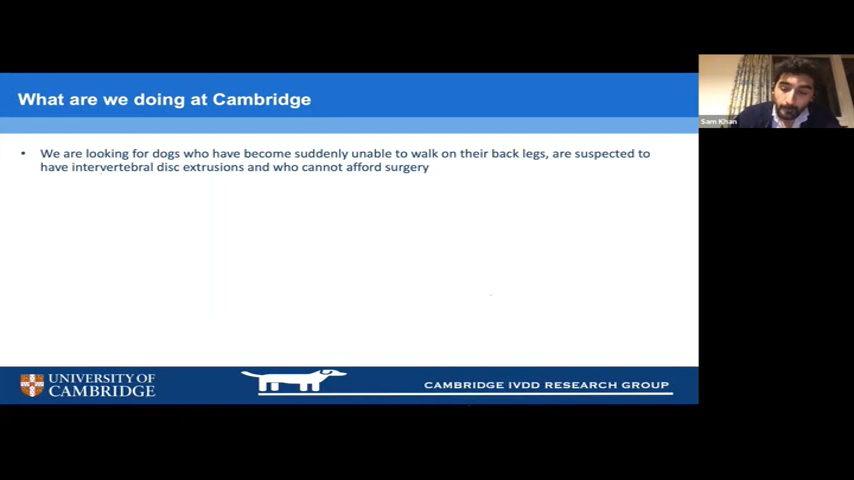 What are we doing at Cambridge
Sam Khan
• We are looking for dogs who have become suddenly unable to walk on their back legs, are suspected to
have intervertebral disc extrusions and who cannot afford surgery
UNIVERSITY OF
CAMBRIDGE
CAMBRIDGE IVDD RESEARCH GROUP